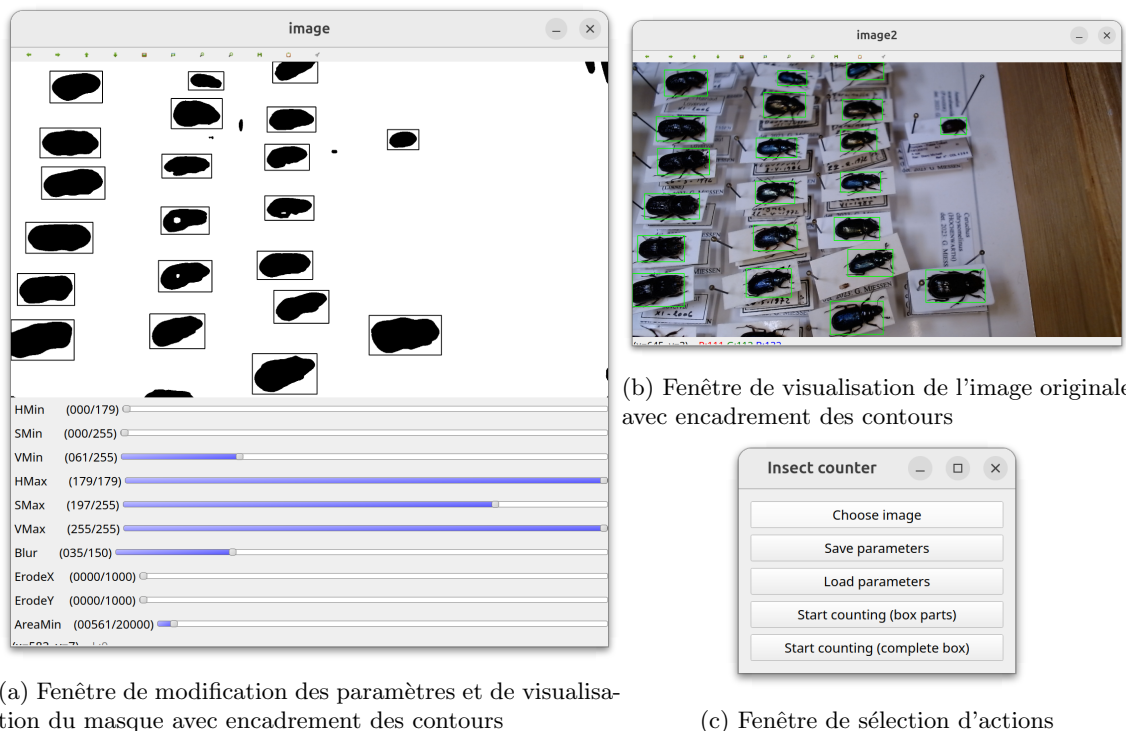 image
HMin (000/179)
SMin (000/255)
VMin (061/255)
HMax (179/179)
SMax (197/255)
VMax (255/255)
Blur (035/150)
ErodeX (0000/1000)
ErodeY (0000/1000)
AreaMin (00561/20000)
(a) Fenêtre de modification des paramètres et de visualisa-
tion du masque avec encadrement des contours
image2
XI-2006
G. MIESSEN
(b) Fenêtre de visualisation de l'image originale
avec encadrement des contours
Insect counter
Choose image
Save parameters
Load parameters
Start counting (box parts)
Start counting (complete box)
(c) Fenêtre de sélection d'actions